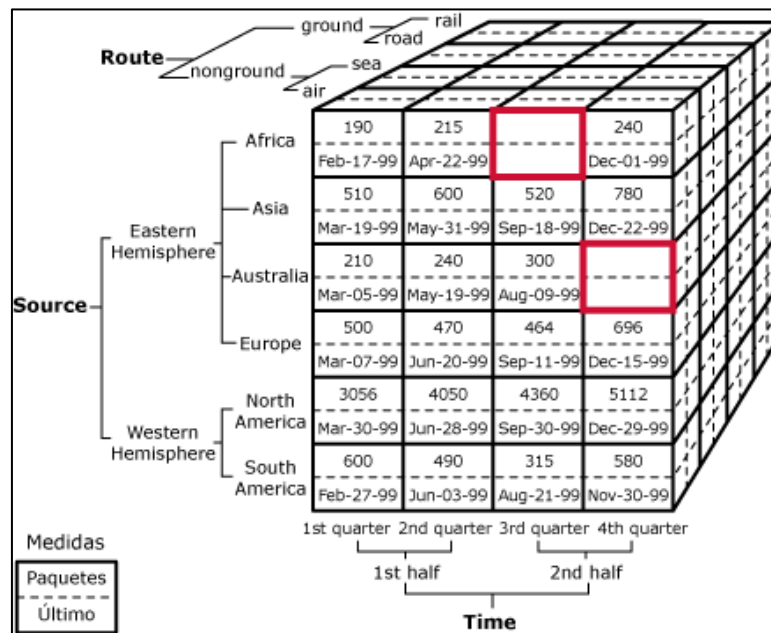 ground
rail
road
Route
nonground
sea
air
190 215 240
Africa
Feb-17-99 Apr-22-99 Dec-01-99
510 600 520 780
Asia
Mar-19-99 May-31-99 Sep-18-99 Dec-22-99
Eastern
Hemisphere
210 240 300
Australia
Mar-05-99 May-19-99 Aug-09-99
Source
500 470 464 696
Europe
Mar-07-99 Jun-20-99 Sep-11-99 Dec-15-99
3056 4050 4360 5112
North
America
Mar-30-99 Jun-28-99 Sep-30-99 Dec-29-99
Western
Hemisphere
600 490 315 580
South
America
Feb-27-99 Jun-03-99 Aug-21-99 Nov-30-99
1st quarter 2nd quarter 3rd quarter 4th quarter
1st half 2nd half
Time
Medidas
Paquetes
Último